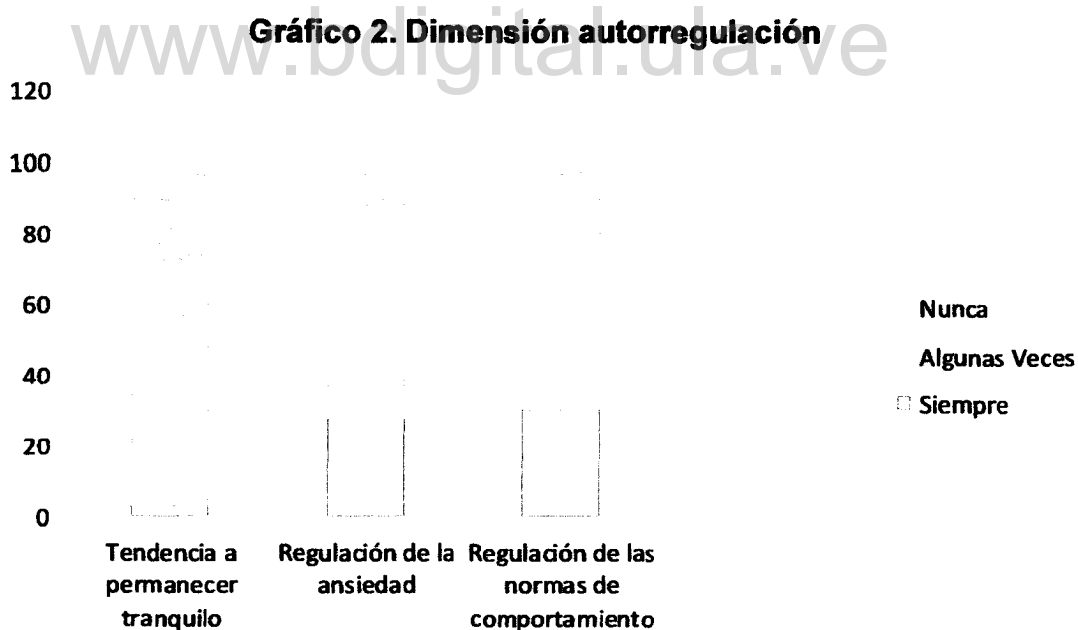 Gráfico 2. Dimensión autorregulación
www.bdigital.ula.ve
120
100
80
60
40
20
0
Tendencia a
permanecer
tranquilo
Regulación de la
ansiedad
Regulación de las
normas de
comportamiento
Nunca
Algunas Veces
Siempre